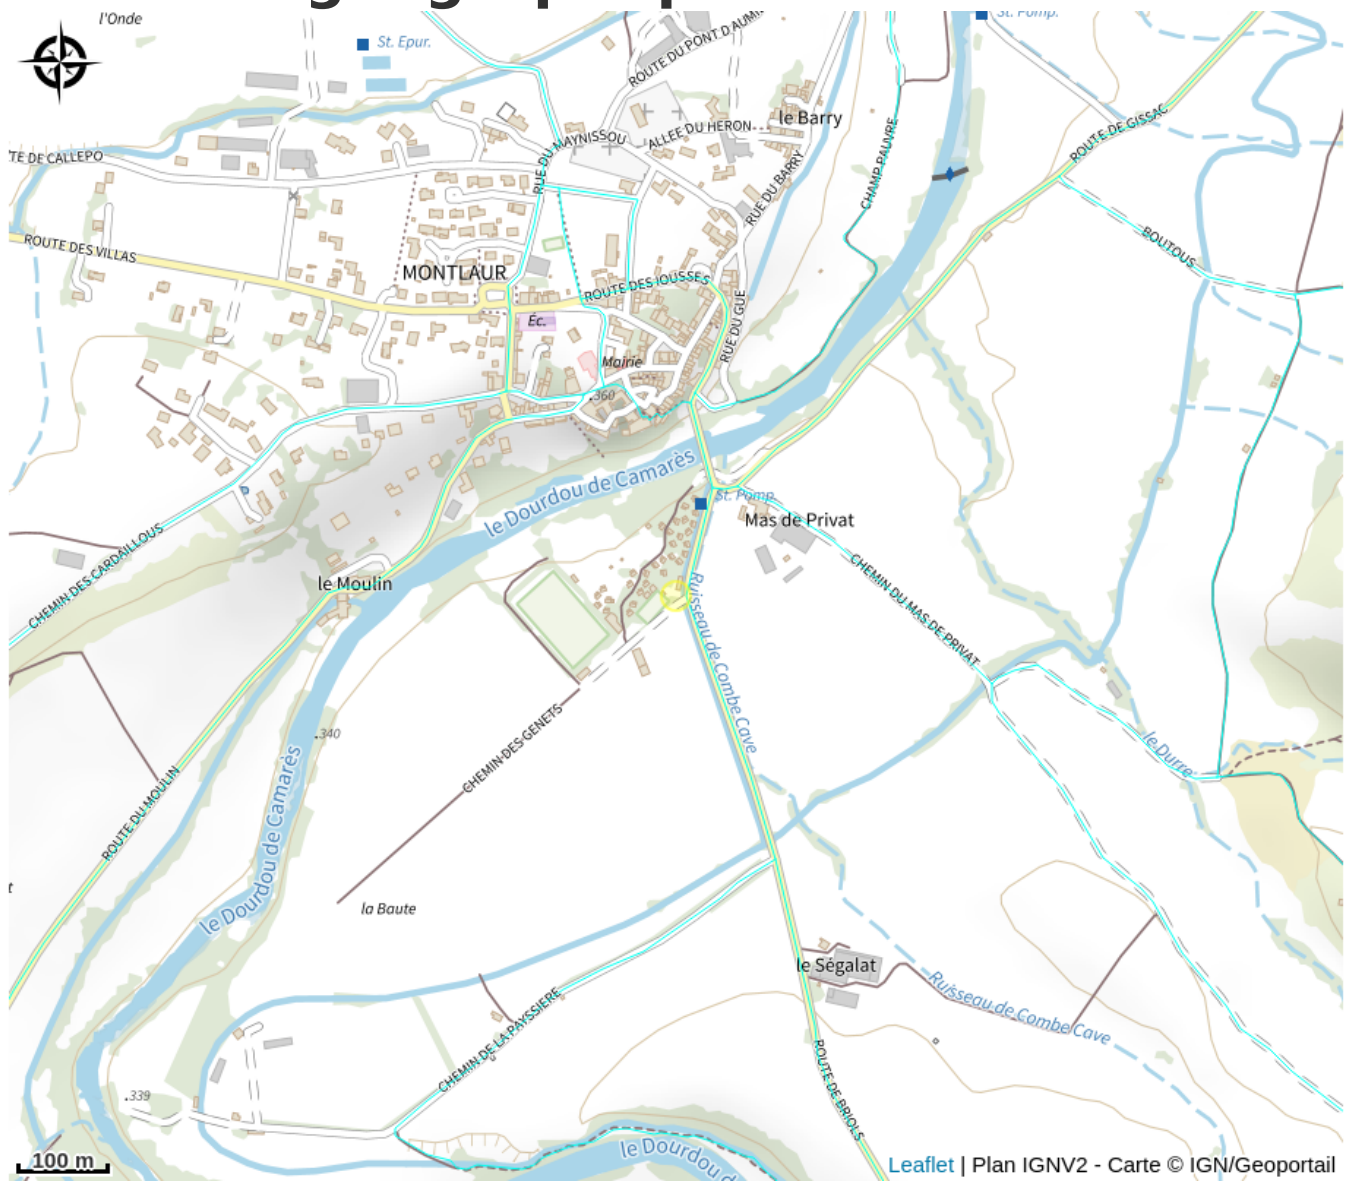 l'Onde
St. Epur.
St. Pomp.
ROUTE DU PONT D'AUM
le Barry
ALLEE DU HERON
RUE DU MAYNISSOU
TE DE CALLEPO
ROUTE DE GISSAC
CHAMP PAUVRE
RUE DU BARRY
ROUTE DES VILLAS
MONTLAUR
BOUTOUS
ROUTE DES JOUSSES
Éc.
RUE DU GUE
Mairie
.360
le Dourdou de Camarès
St. Pomp.
Mas de Privat
CHEMIN DES CARDAILLOUS
le Moulin
CHEMIN DU MAS DE PRIVAT
Ruisseau de Combe Cave
.340
le Durre
CHEMIN DES GENETS
ROUTE DU MOULIN
le Dourdou de Camarès
t
la Baute
le Ségalat
Ruisseau de Combe Cave
CHEMIN DE LA PAYSSIERE
ROUTE DE BRIOLS
.339
le Dourdou d
100 m
Leaflet | Plan IGNV2 - Carte © IGN/Geoportail